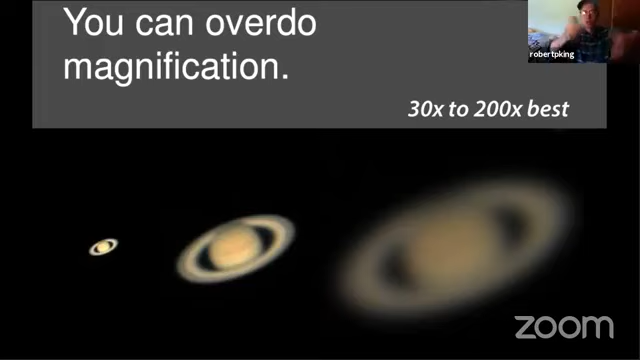 You can overdo
magnification.
30x to 200x best
robertpking
zoom